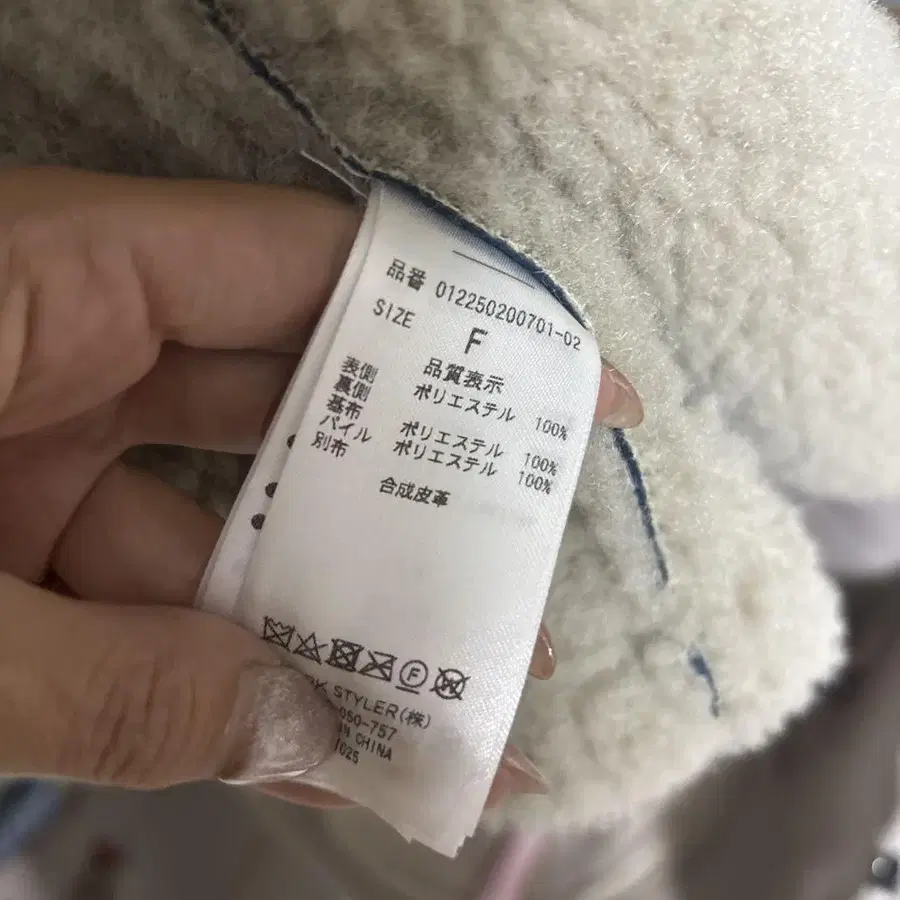 品番 012250200701-02
SIZE F
品質表示
表側 ポリエステル 100%
裏側
基布 ポリエステル 100%
パイル ポリエステル 100%
別布 合成皮革
F
STYLER(株)
-050-757
IN CHINA